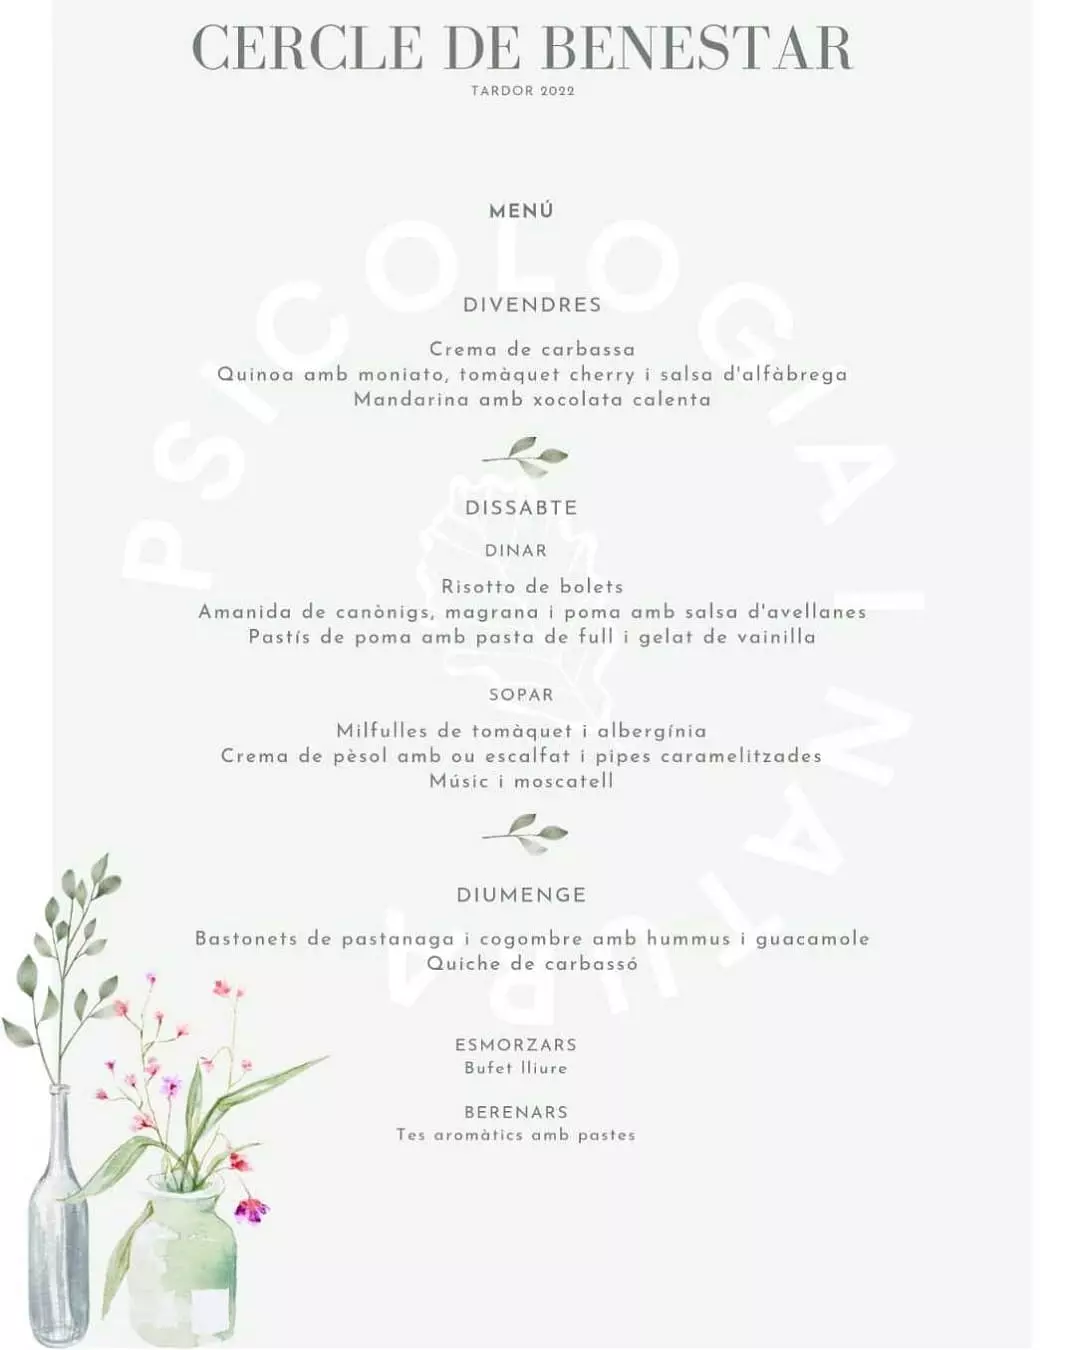 CERCLE DE BENESTAR
TARDOR 2022
MENÚ
DIVENDRES
Crema de carbassa
Quinoa amb moniato, tomàquet cherry i salsa d'alfàbrega
Mandarina amb xocolata calenta
DISSABTE
DINAR
Risotto de bolets
Amanida de canònigs, magrana i poma amb salsa d'avellanes
Pastís de poma amb pasta de full i gelat de vainilla
SOPAR
Milfulles de tomàquet i albergínia
Crema de pèsol amb ou escalfat i pipes caramelitzades
Músic i moscatell
DIUMENGE
Bastonets de pastanaga i cogombre amb hummus i guacamole
Quiche de carbassó
ESMORZARS
Bufet lliure
BERENARS
Tes aromàtics amb pastes
PSICOLOGIA I NATURA